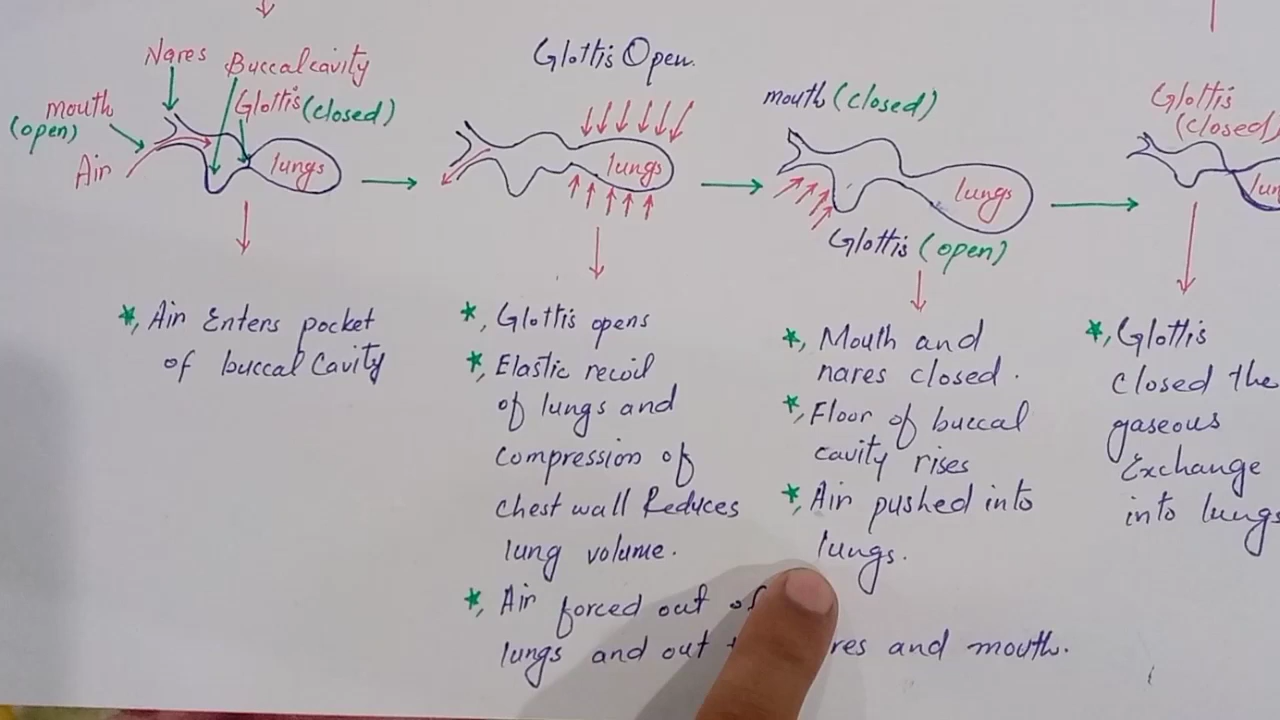 Nares
Buccal cavity
Glottis (closed)
mouth
(open)
Air
lungs
* Air Enters pocket
of buccal Cavity
Glottis Open.
lungs
* Glottis opens
* Elastic recoil
of lungs and
compression of
chest wall Reduces
lung volume.
* Air forced out of
lungs and out and mouth.
mouth (closed)
lungs
Glottis (open)
* Mouth and
nares closed.
* Floor of buccal
cavity rises
* Air pushed into
lungs.
Glottis
(closed)
* Glottis
closed the
gaseous
Exchange
into lungs